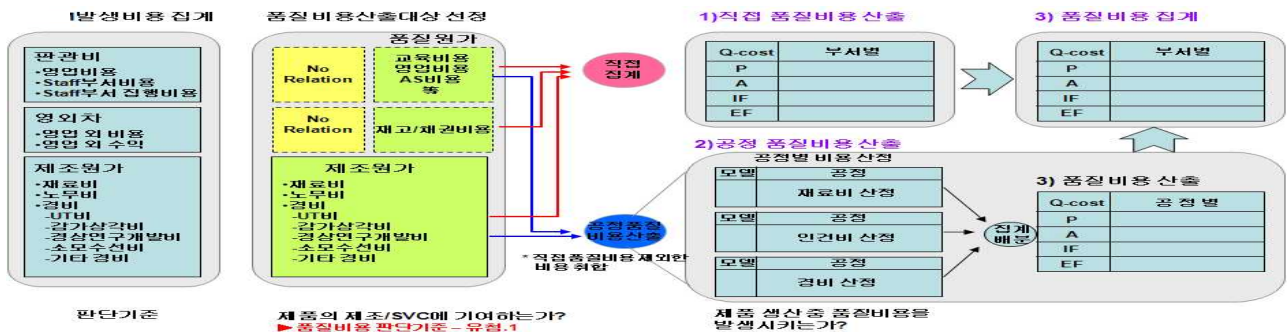 1발생비용 집계
판관비
•영업비용
•Staff부서비용
•Staff부서 집행비용
영외차
•영업 외 비용
•영업 외 수익
제조원가
•재료비
•노무비
•경비
-UT비
-감가상각비
-경상연구개발비
-소모수선비
-기타 경비
판단기준
품질비용산출대상 선정
품질원가
No
Relation
교육비용
영업비용
AS비용
等
No
Relation
재고/채권비용
제조원가
•재료비
•노무비
•경비
-UT비
-감가상각비
-경상연구개발비
-소모수선비
-기타 경비
제품의 제조/SVC에 기여하는가?
▶품질비용 판단기준 – 유첨.1
직접
집계
공정품질
비용산출
* 직접품질비용 제외한
비용 취합
1)직접 품질비용 산출
Q-cost 부서별
P
A
IF
EF
3) 품질비용 집계
Q-cost 부서별
P
A
IF
EF
2)공정 품질비용 산출
공정별 비용 산정
모델 공정
재료비 산정
모델 공정
인건비 산정
모델 공정
경비 산정
집계
배분
3) 품질비용 산출
Q-cost 공정별
P
A
IF
EF
제품 생산 중 품질비용을
발생시키는가?